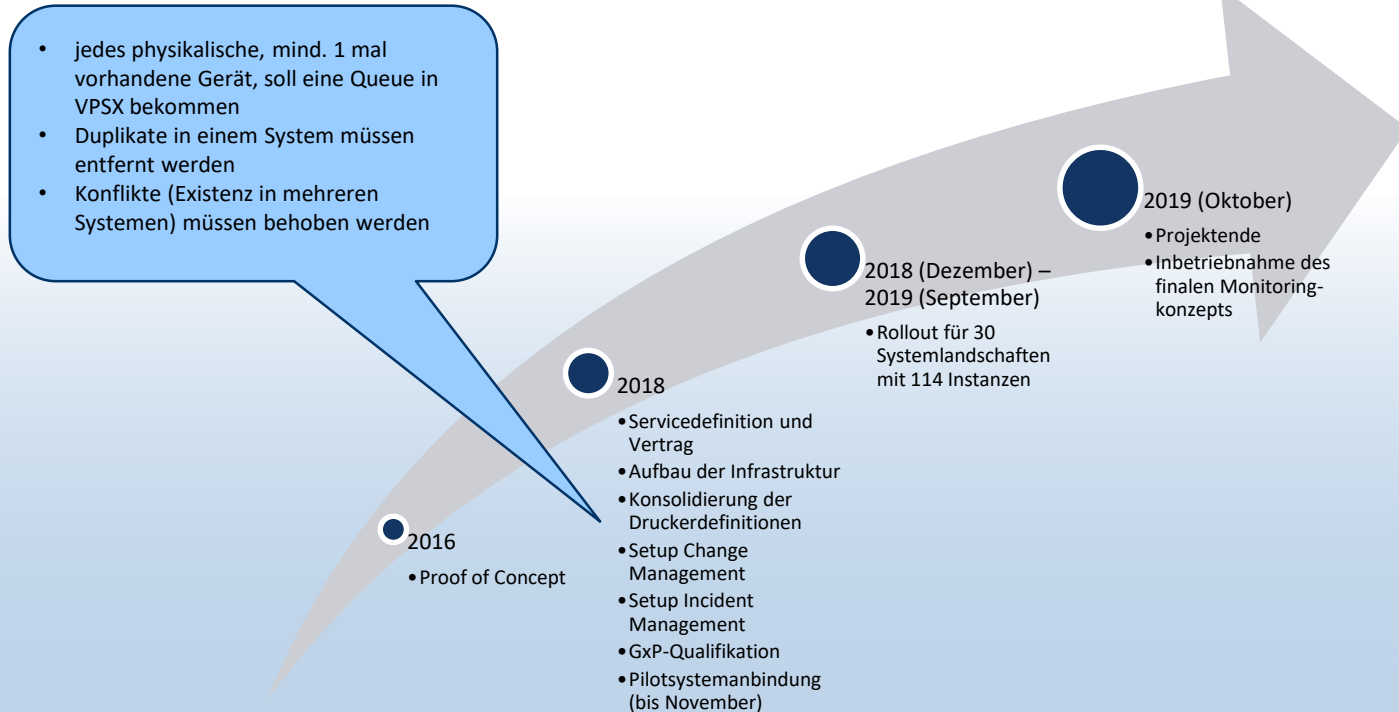 • jedes physikalische, mind. 1 mal
vorhandene Gerät, soll eine Queue in
VPSX bekommen
• Duplikate in einem System müssen
entfernt werden
• Konflikte (Existenz in mehreren
Systemen) müssen behoben werden
2016
•Proof of Concept
2018
•Servicedefinition und
Vertrag
•Aufbau der Infrastruktur
•Konsolidierung der
Druckerdefinitionen
•Setup Change
Management
•Setup Incident
Management
•GxP-Qualifikation
•Pilotsystemanbindung
(bis November)
2018 (Dezember) –
2019 (September)
•Rollout für 30
Systemlandschaften
mit 114 Instanzen
2019 (Oktober)
•Projektende
•Inbetriebnahme des
finalen Monitoring-
konzepts